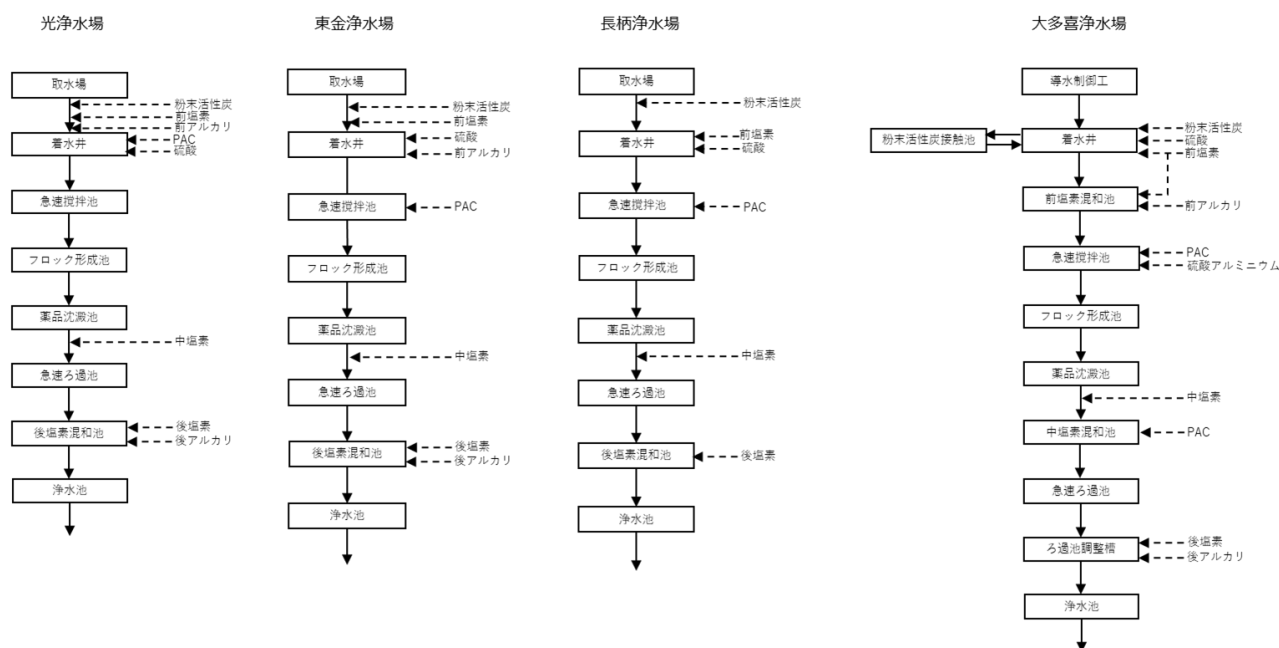 光浄水場
取水場
粉末活性炭
前塩素
前アルカリ
着水井
PAC
硫酸
急速攪拌池
フロック形成池
薬品沈澱池
中塩素
急速ろ過池
後塩素混和池
後塩素
後アルカリ
浄水池
東金浄水場
取水場
粉末活性炭
前塩素
着水井
硫酸
前アルカリ
急速攪拌池
PAC
フロック形成池
薬品沈澱池
中塩素
急速ろ過池
後塩素混和池
後塩素
後アルカリ
浄水池
長柄浄水場
取水場
粉末活性炭
着水井
前塩素
硫酸
急速攪拌池
PAC
フロック形成池
薬品沈澱池
中塩素
急速ろ過池
後塩素混和池
後塩素
浄水池
大多喜浄水場
導水制御工
粉末活性炭接触池
着水井
粉末活性炭
硫酸
前塩素
前塩素混和池
前アルカリ
急速攪拌池
PAC
硫酸アルミニウム
フロック形成池
薬品沈澱池
中塩素
中塩素混和池
PAC
急速ろ過池
ろ過池調整槽
後塩素
後アルカリ
浄水池